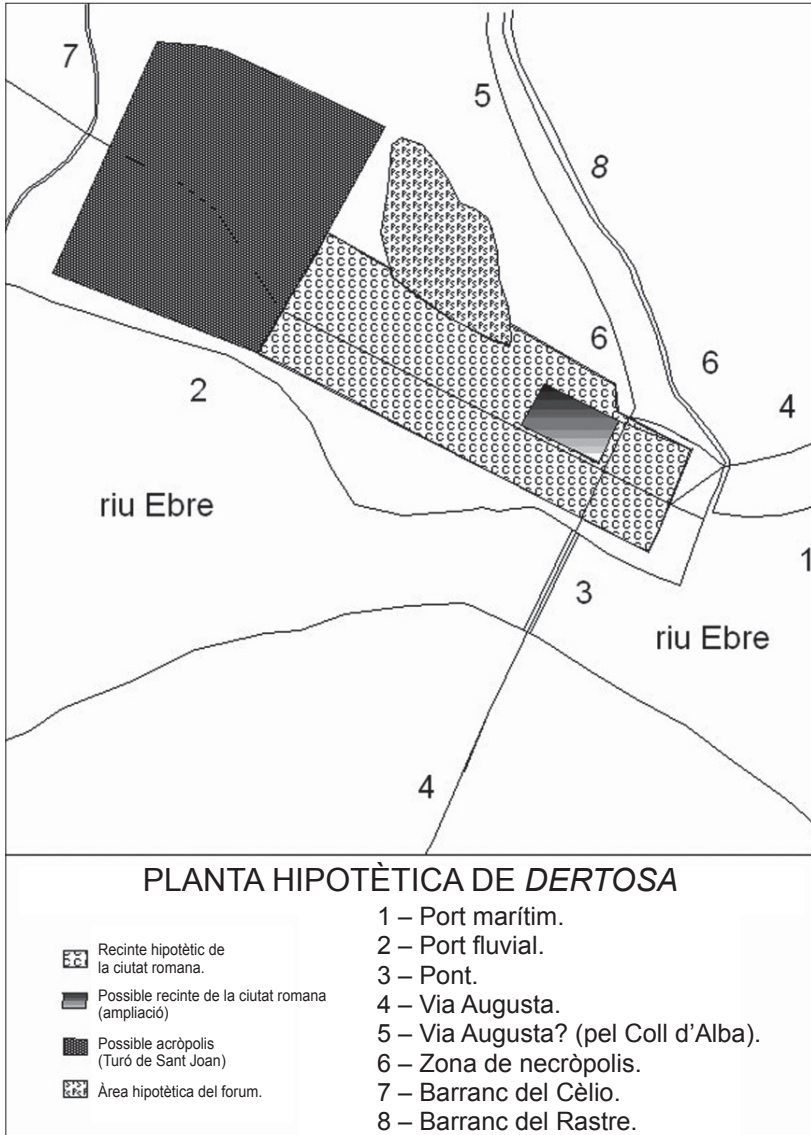 7
5
8
6
6
4
2
riu Ebre
1
3
riu Ebre
4
PLANTA HIPOTÈTICA DE DERTOSA
Recinte hipotètic de
la ciutat romana.
Possible recinte de la ciutat romana
(ampliació)
Possible acròpolis
(Turó de Sant Joan)
Àrea hipotètica del forum.
1 – Port marítim.
2 – Port fluvial.
3 – Pont.
4 – Via Augusta.
5 – Via Augusta? (pel Coll d’Alba).
6 – Zona de necròpolis.
7 – Barranc del Cèlio.
8 – Barranc del Rastre.